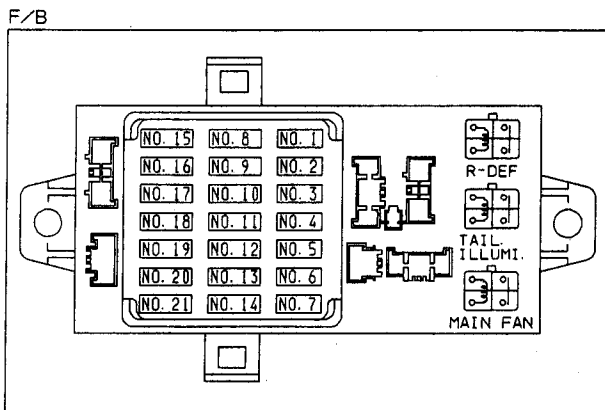 F/B
NO. 15 NO. 8 NO. 1
NO. 16 NO. 9 NO. 2
NO. 17 NO. 10 NO. 3
NO. 18 NO. 11 NO. 4
NO. 19 NO. 12 NO. 5
NO. 20 NO. 13 NO. 6
NO. 21 NO. 14 NO. 7
R-DEF
TAIL.
ILLUMI.
MAIN FAN